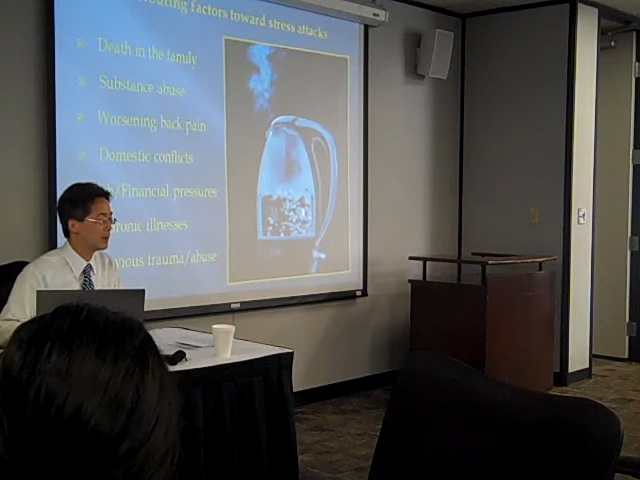 factors toward stress attacks
Death in the family
Substance abuse
Worsening back pain
Domestic conflicts
/Financial pressures
illnesses
trauma/abuse